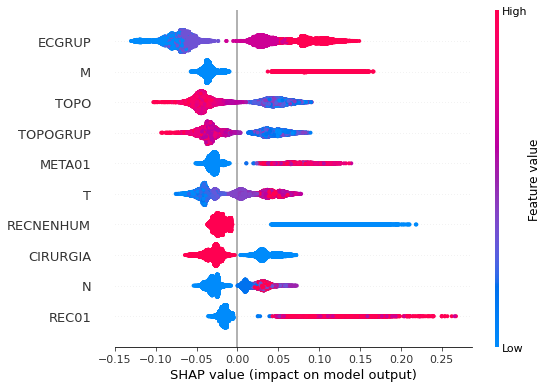 High
ECGRUP
M
TOPO
TOPOGRUP
META01
T
RECNENHUM
CIRURGIA
N
REC01
Feature value
Low
−0.15 −0.10 −0.05 0.00 0.05 0.10 0.15 0.20 0.25
SHAP value (impact on model output)